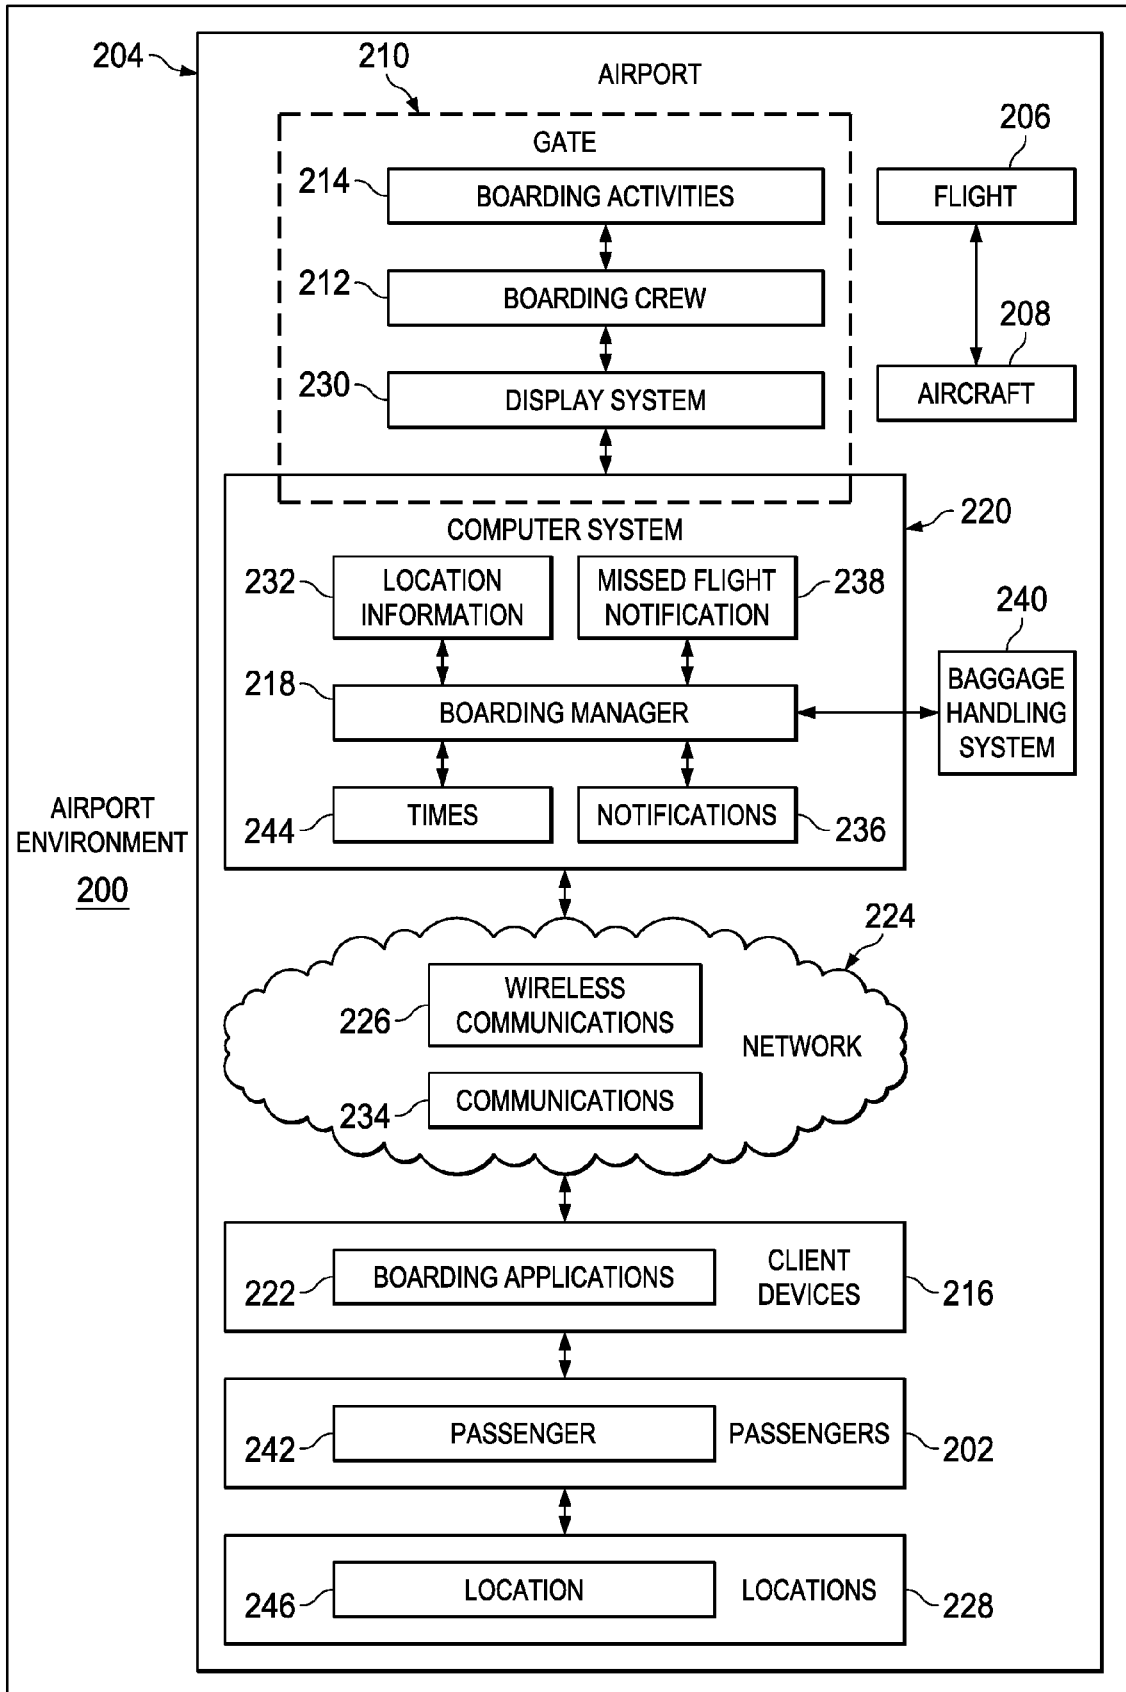 204
AIRPORT
210
GATE
206
FLIGHT
214
BOARDING ACTIVITIES
212
BOARDING CREW
208
AIRCRAFT
230
DISPLAY SYSTEM
220
COMPUTER SYSTEM
232
LOCATION
INFORMATION
MISSED FLIGHT
NOTIFICATION
238
240
BAGGAGE
HANDLING
SYSTEM
218
BOARDING MANAGER
244
TIMES
NOTIFICATIONS
236
AIRPORT
ENVIRONMENT
200
224
226
WIRELESS
COMMUNICATIONS
NETWORK
234
COMMUNICATIONS
222
BOARDING APPLICATIONS
CLIENT
DEVICES
216
242
PASSENGER
PASSENGERS
202
246
LOCATION
LOCATIONS
228